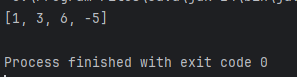 [1, 3, 6, -5]
Process finished with exit code 0